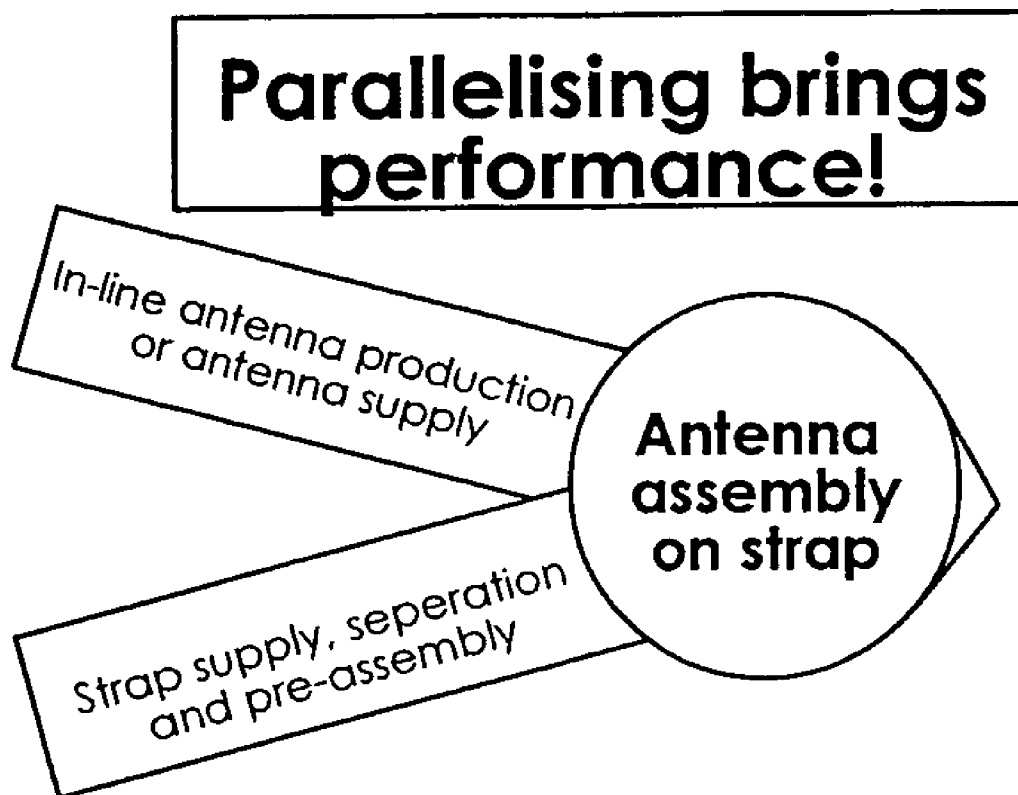 Parallelising brings
performance!
In-line antenna production
or antenna supply
Antenna
assembly
on strap
Strap supply, seperation
and pre-assembly